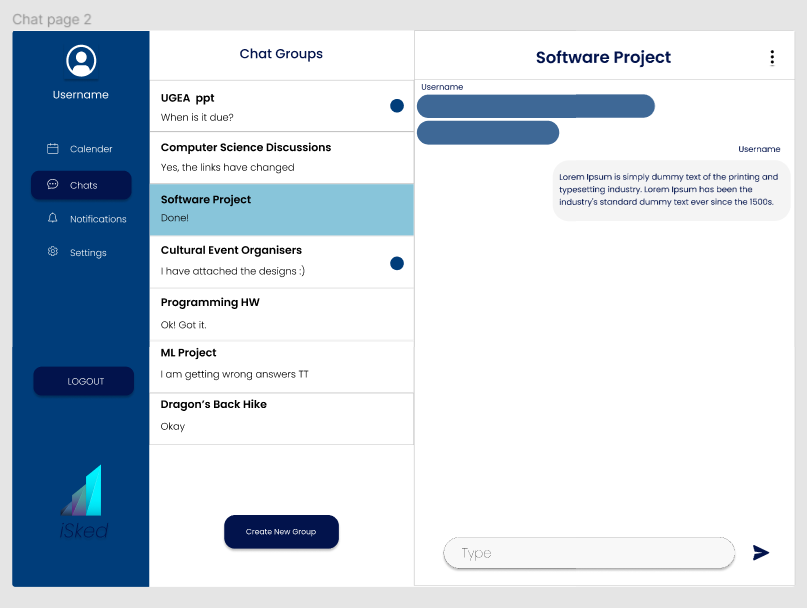 Chat page 2
Username
Calender
Chats
Notifications
Settings
LOGOUT
iSked
Chat Groups
UGEA ppt
When is it due?
Computer Science Discussions
Yes, the links have changed
Software Project
Done!
Cultural Event Organisers
I have attached the designs :)
Programming HW
Ok! Got it.
ML Project
I am getting wrong answers TT
Dragon's Back Hike
Okay
Create New Group
Software Project
Username
Username
Lorem Ipsum is simply dummy text of the printing and
typesetting industry. Lorem Ipsum has been the
industry's standard dummy text ever since the 1500s.
Type